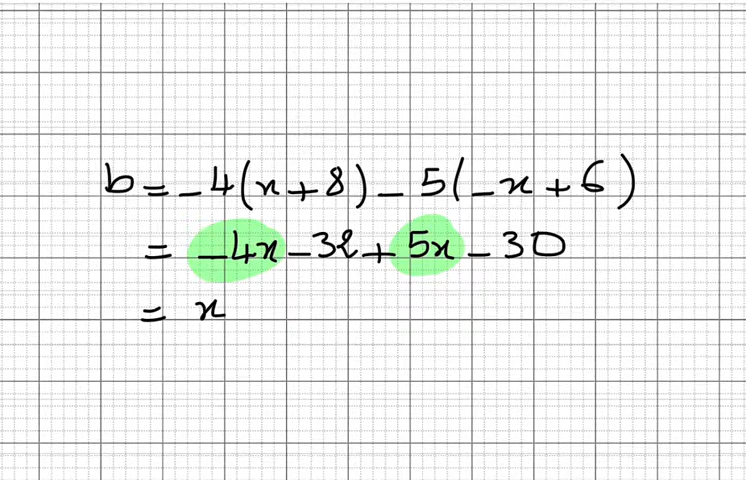 b = -4(x+8) - 5(-x+6)
= -4x - 32 + 5x - 30
= x